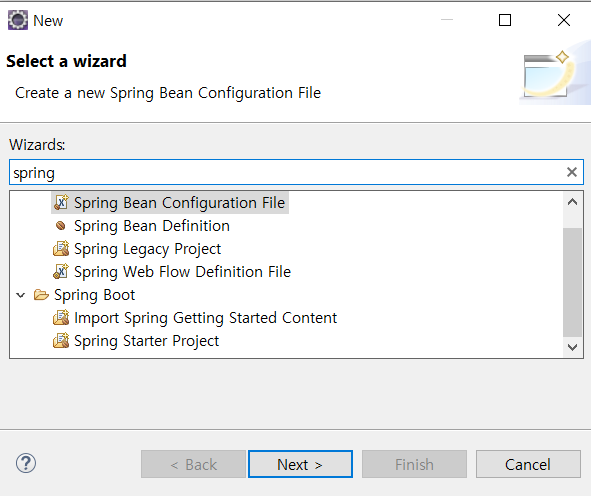 New
Select a wizard
Create a new Spring Bean Configuration File
Wizards:
spring
Spring Bean Configuration File
Spring Bean Definition
Spring Legacy Project
Spring Web Flow Definition File
Spring Boot
Import Spring Getting Started Content
Spring Starter Project
? < Back Next > Finish Cancel